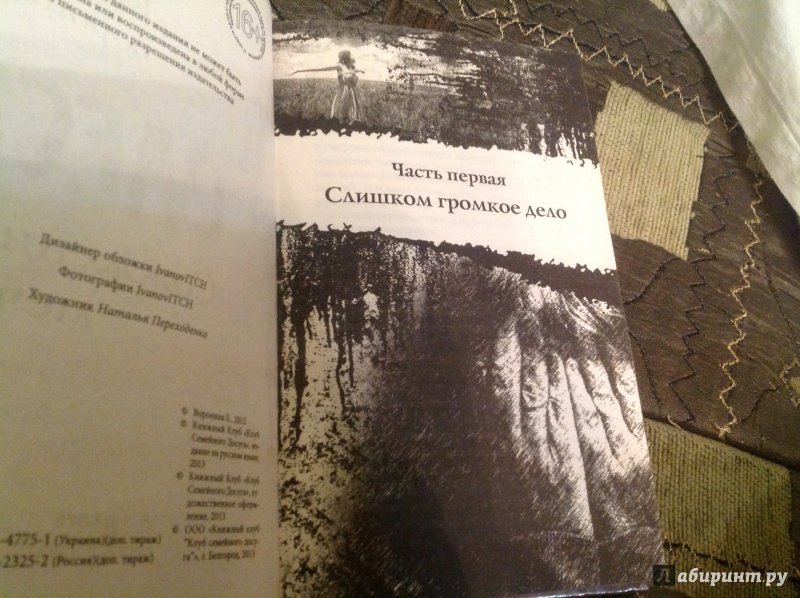 16+
данного издания не может быть
или воспроизведена в любой форме
письменного разрешения издательства
Дизайнер обложки IvanovITCH
Фотографии IvanovITCH
Художник Наталья Переходенко
© Воронина Е., 2012
© Книжный Клуб «Клуб
Семейного Досуга», из-
дание на русском языке,
2013
© Книжный Клуб «Клуб
Семейного Досуга», ху-
дожественное оформ-
ление, 2013
© ООО «Книжный клуб
"Клуб семейного досу-
га"», г. Белгород, 2013
-4775-1 (Украина)(доп. тираж)
-2325-2 (Россия)(доп. тираж)
Часть первая
Слишком громкое дело
Лабиринт.ру